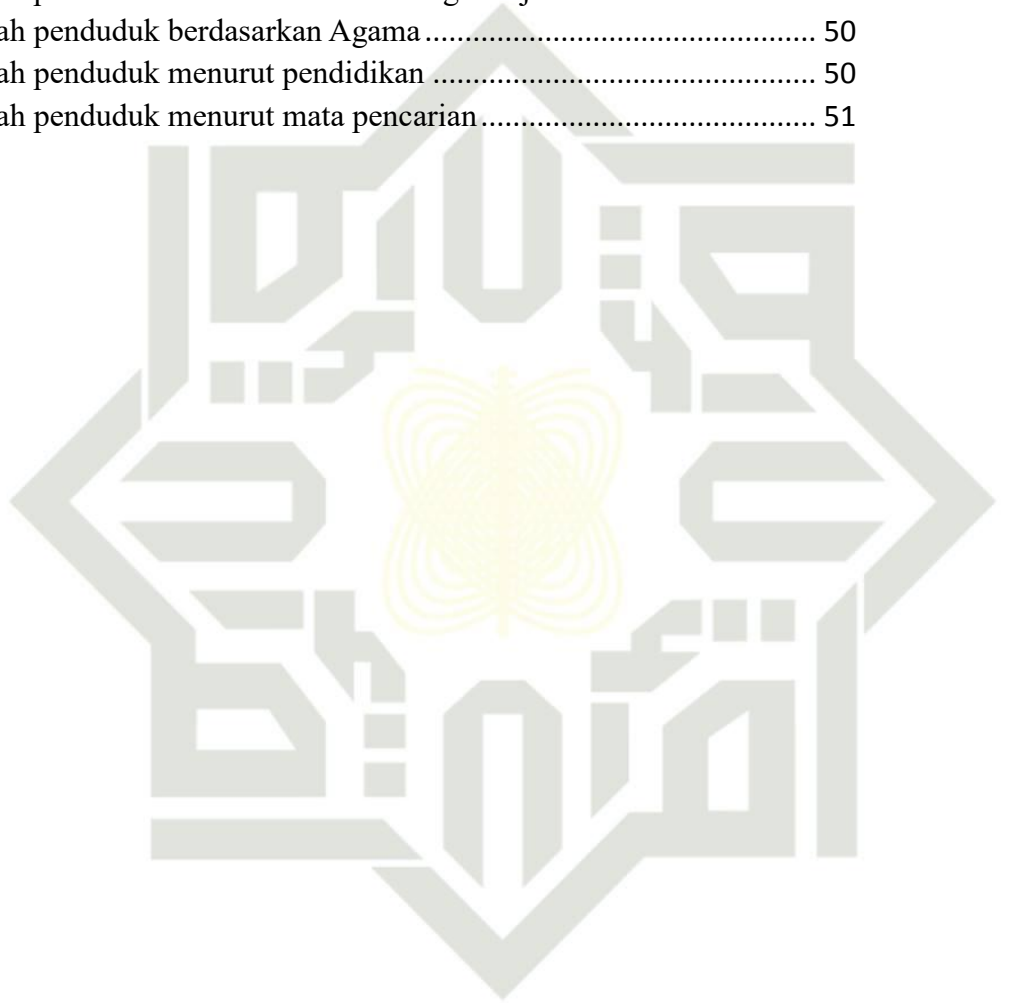 ah penduduk berdasarkan Agama ................................................ 50
ah penduduk menurut pendidikan ............................................... 50
ah penduduk menurut mata pencarian ......................................... 51